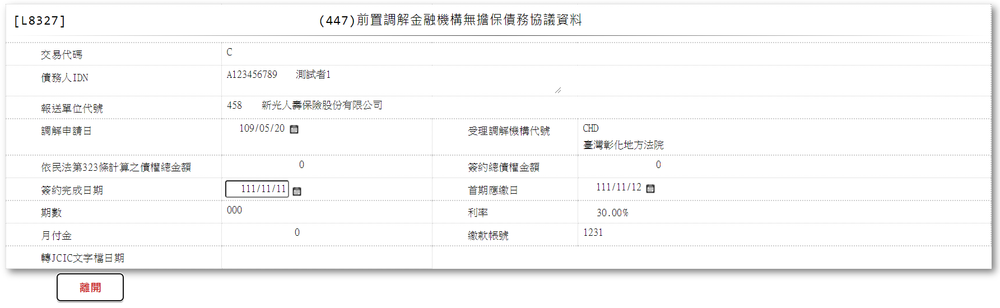 [L8327] (447)前置調解金融機構無擔保債務協議資料
交易代碼 C
債務人IDN A123456789 測試者1
報送單位代號 458 新光人壽保險股份有限公司
調解申請日 109/05/20 受理調解機構代號 CHD
臺灣彰化地方法院
依民法第323條計算之債權總金額 0 簽約總債權金額 0
簽約完成日期 111/11/11 首期應繳日 111/11/12
期數 000 利率 30.00%
月付金 0 繳款帳號 1231
轉JCIC文字檔日期
離開